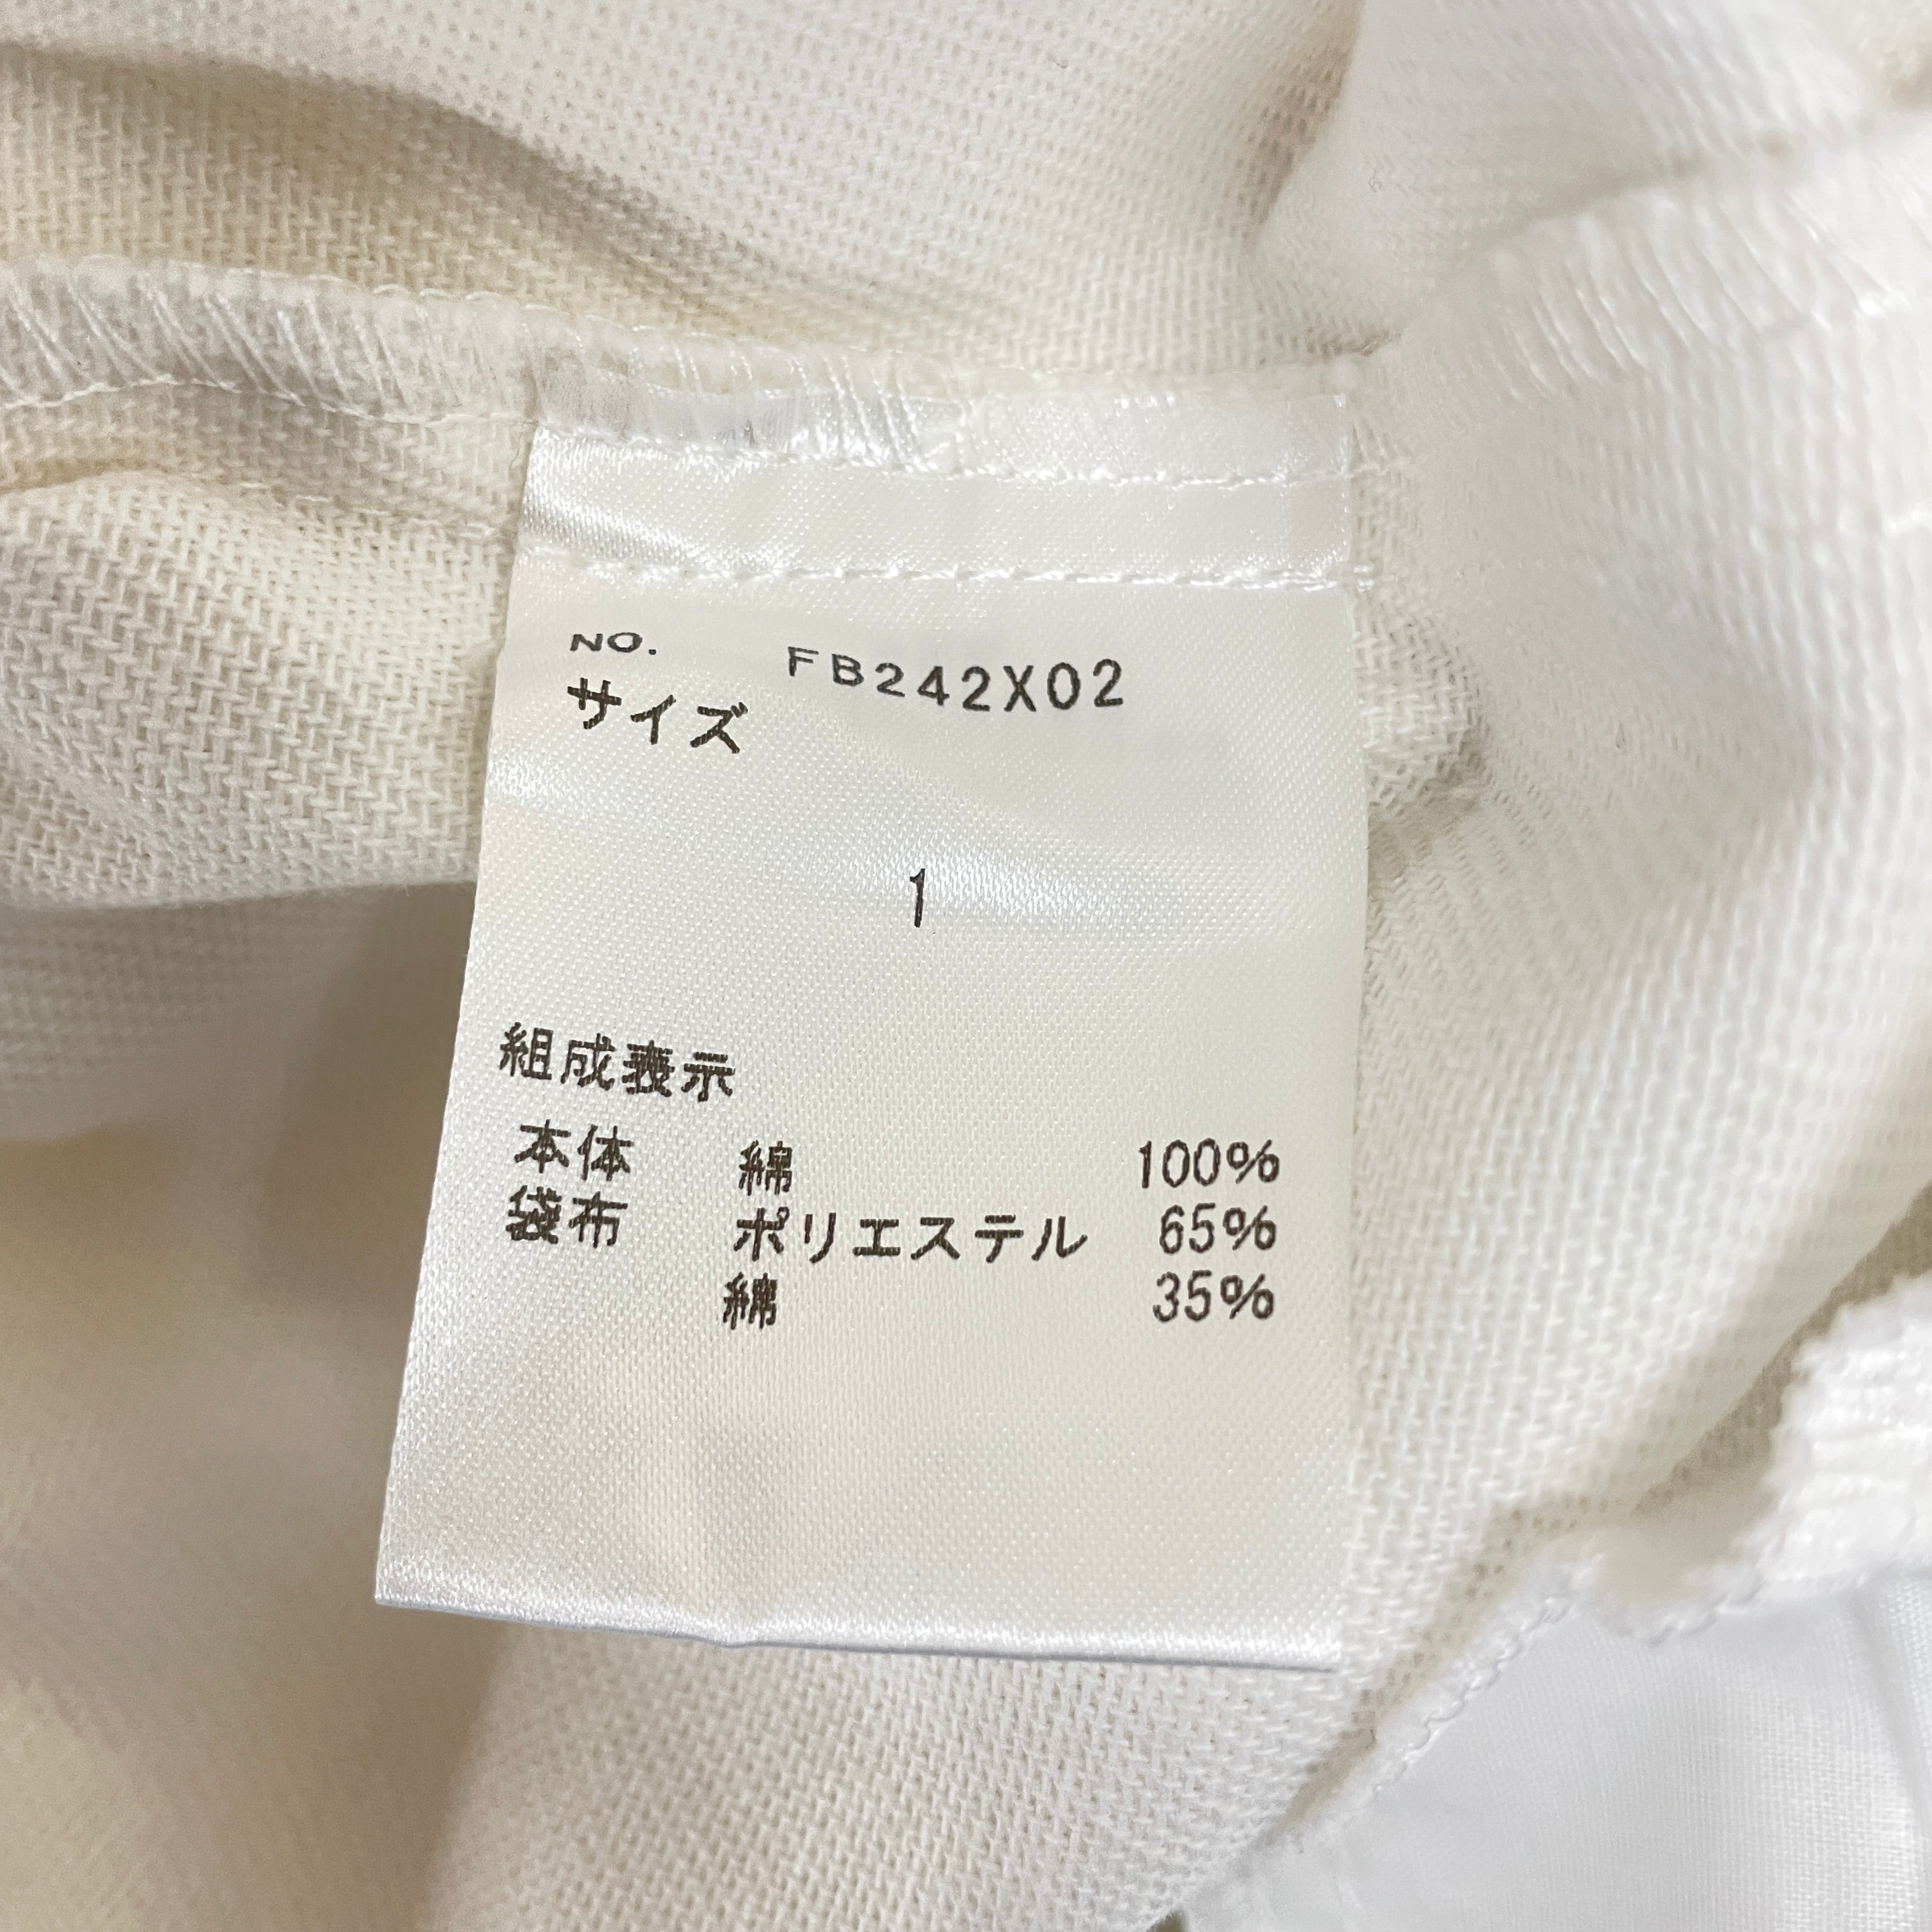 NO. FB242X02
サイズ
1
組成表示
本体 綿 100%
袋布 ポリエステル 65%
綿 35%